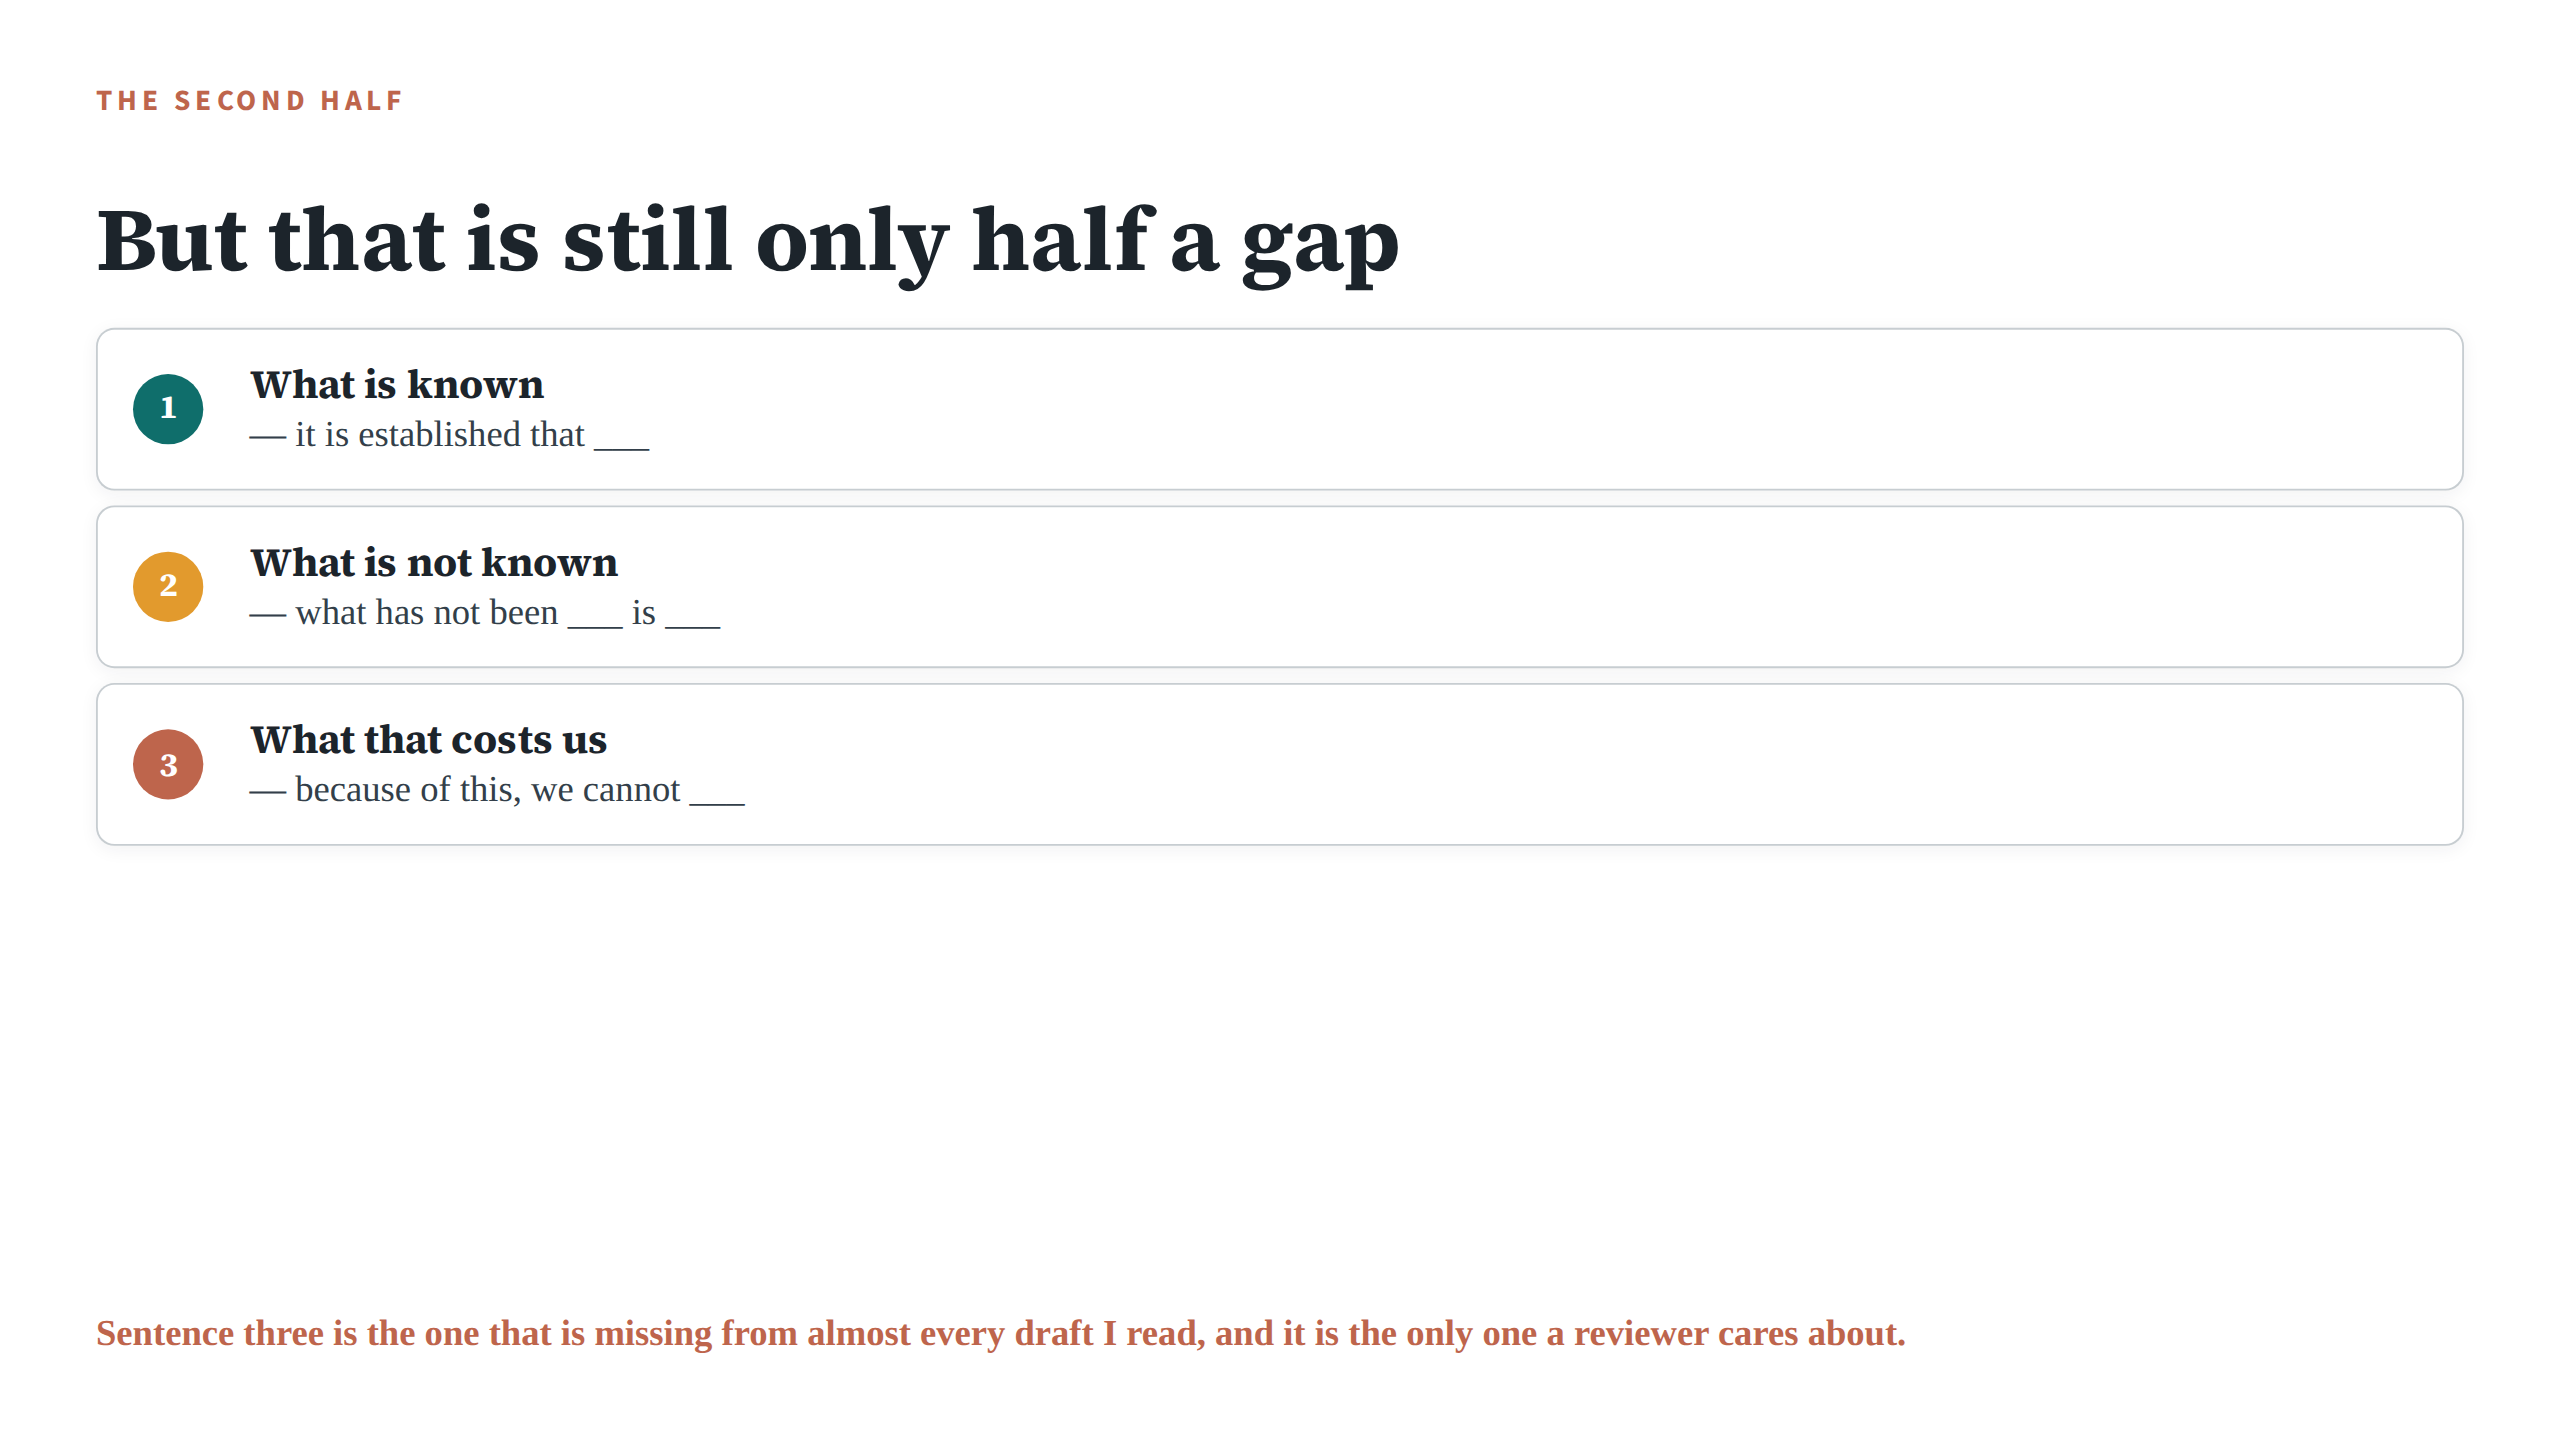 THE SECOND HALF
But that is still only half a gap
1
What is known
— it is established that ___
2
What is not known
— what has not been ___ is ___
3
What that costs us
— because of this, we cannot ___
Sentence three is the one that is missing from almost every draft I read, and it is the only one a reviewer cares about.